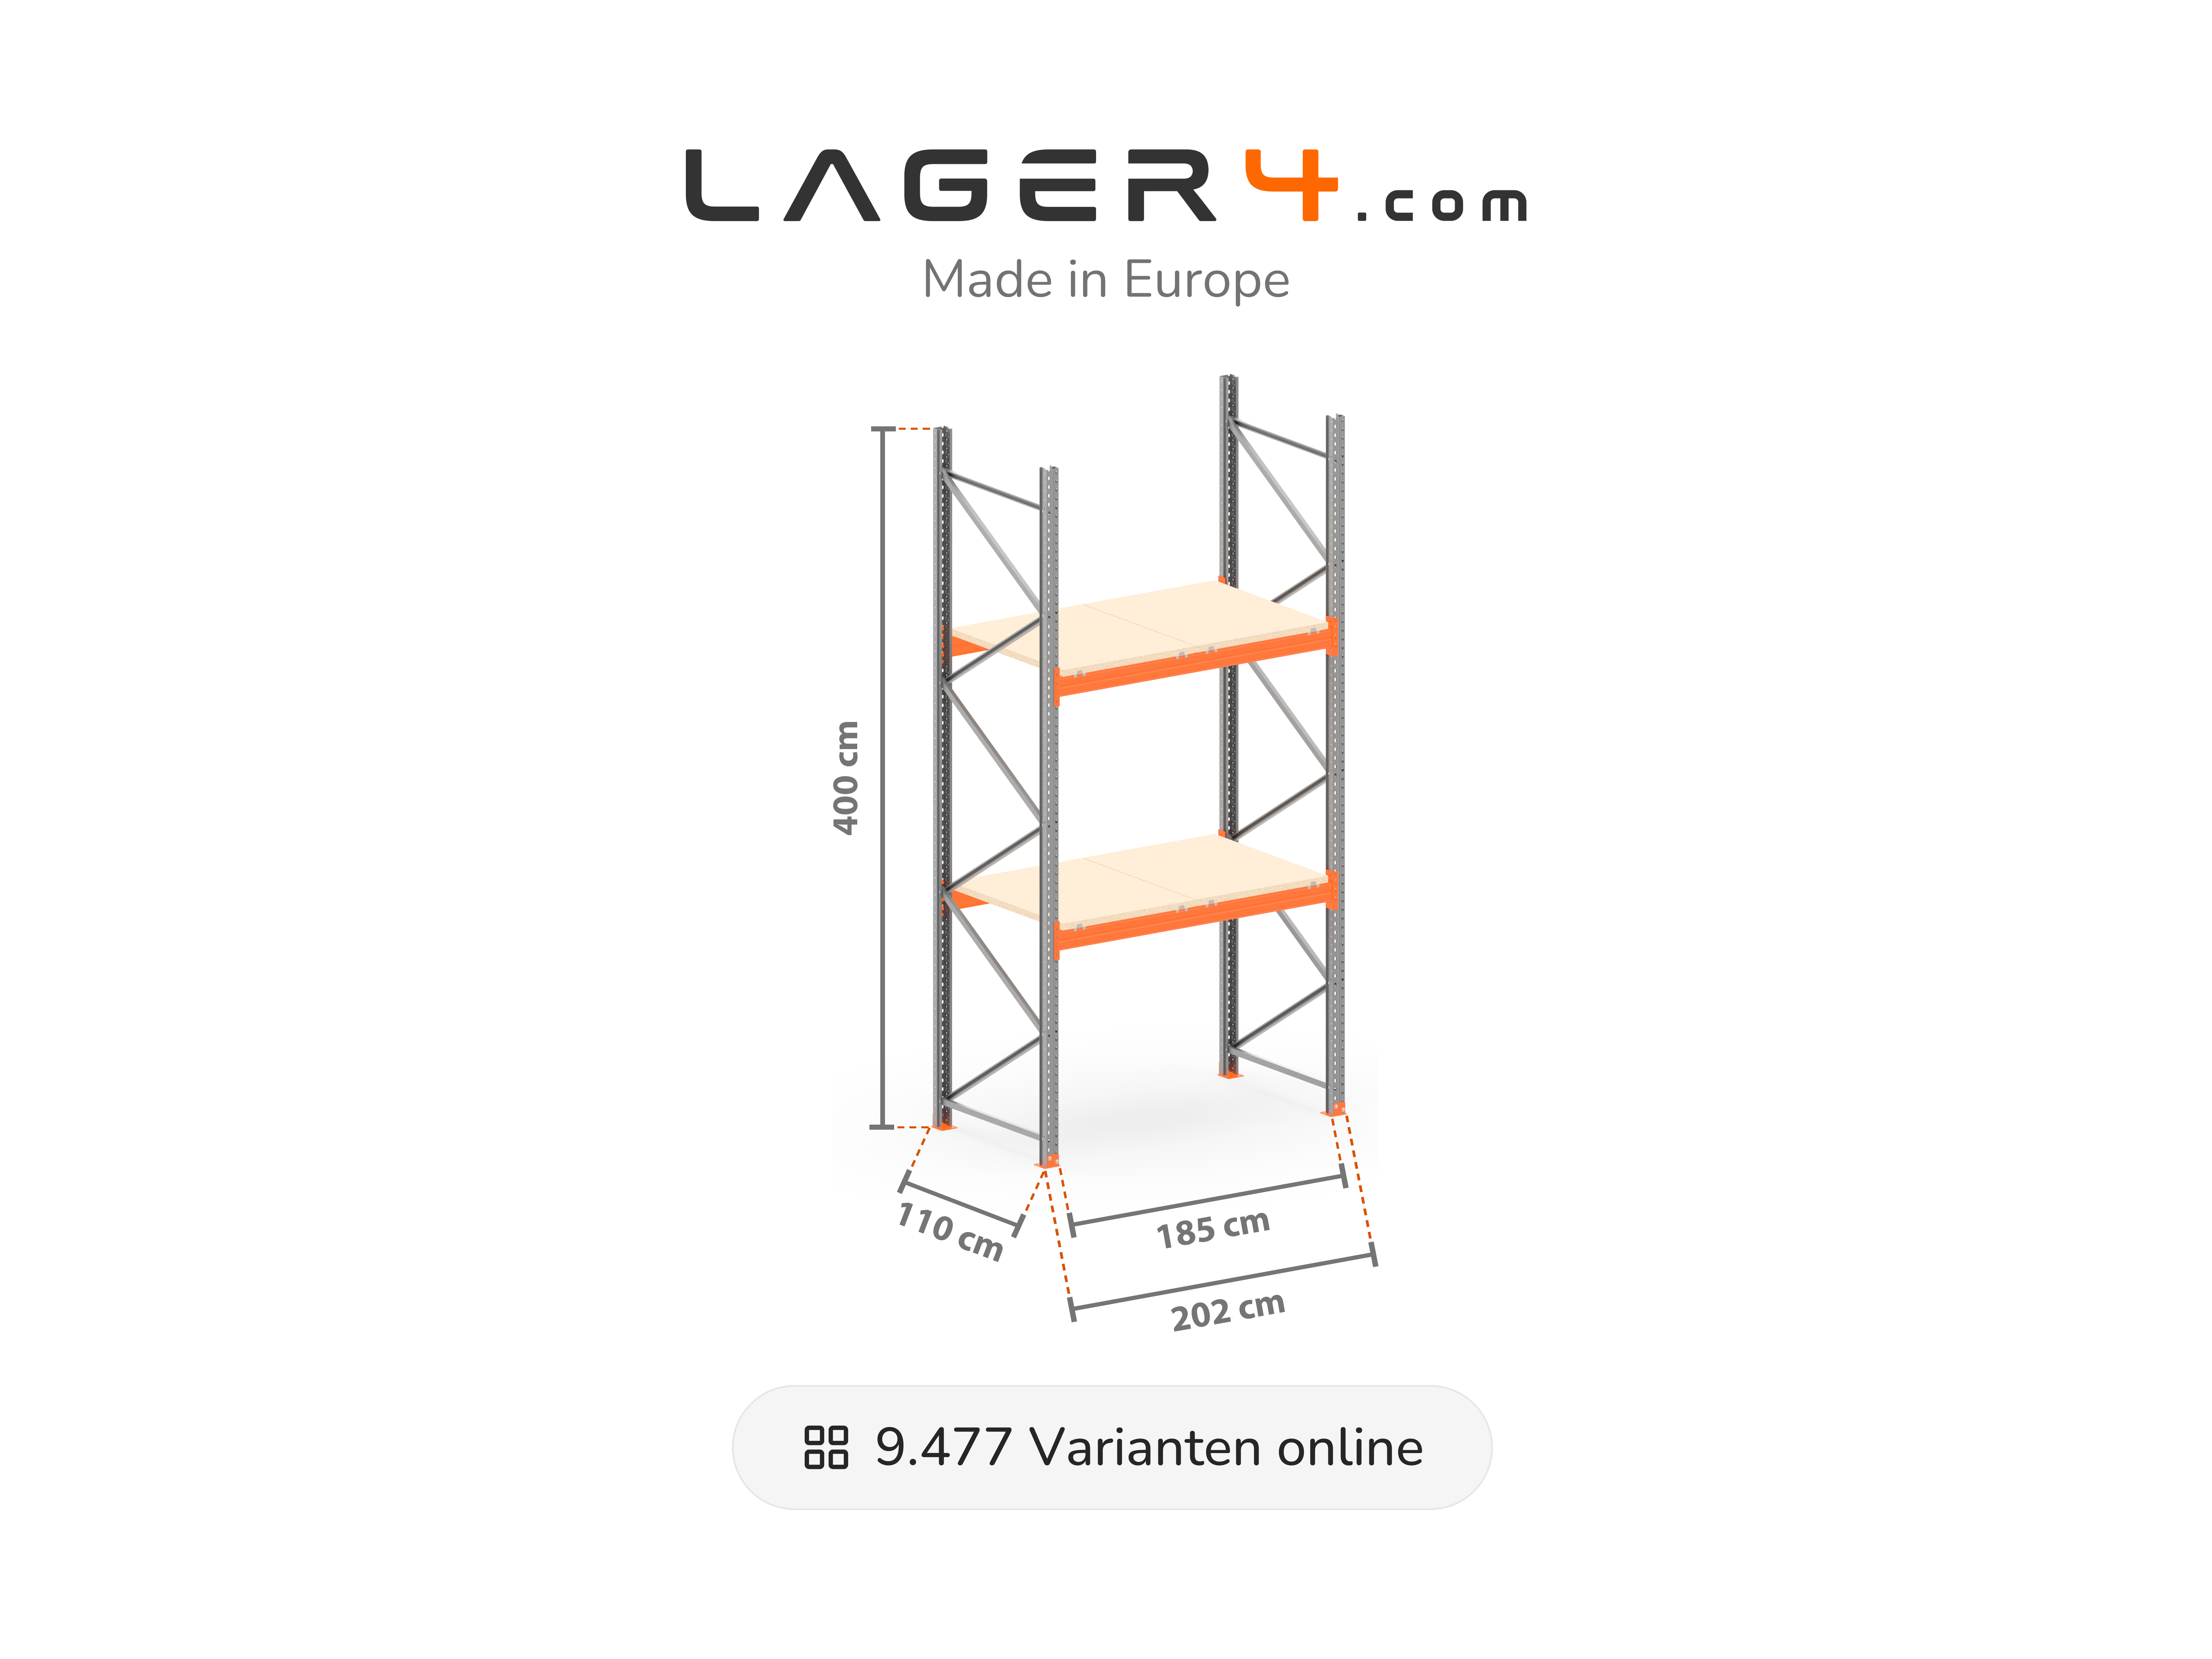 LAGER4.com
Made in Europe
400 cm
110 cm
185 cm
202 cm
9.477 Varianten online